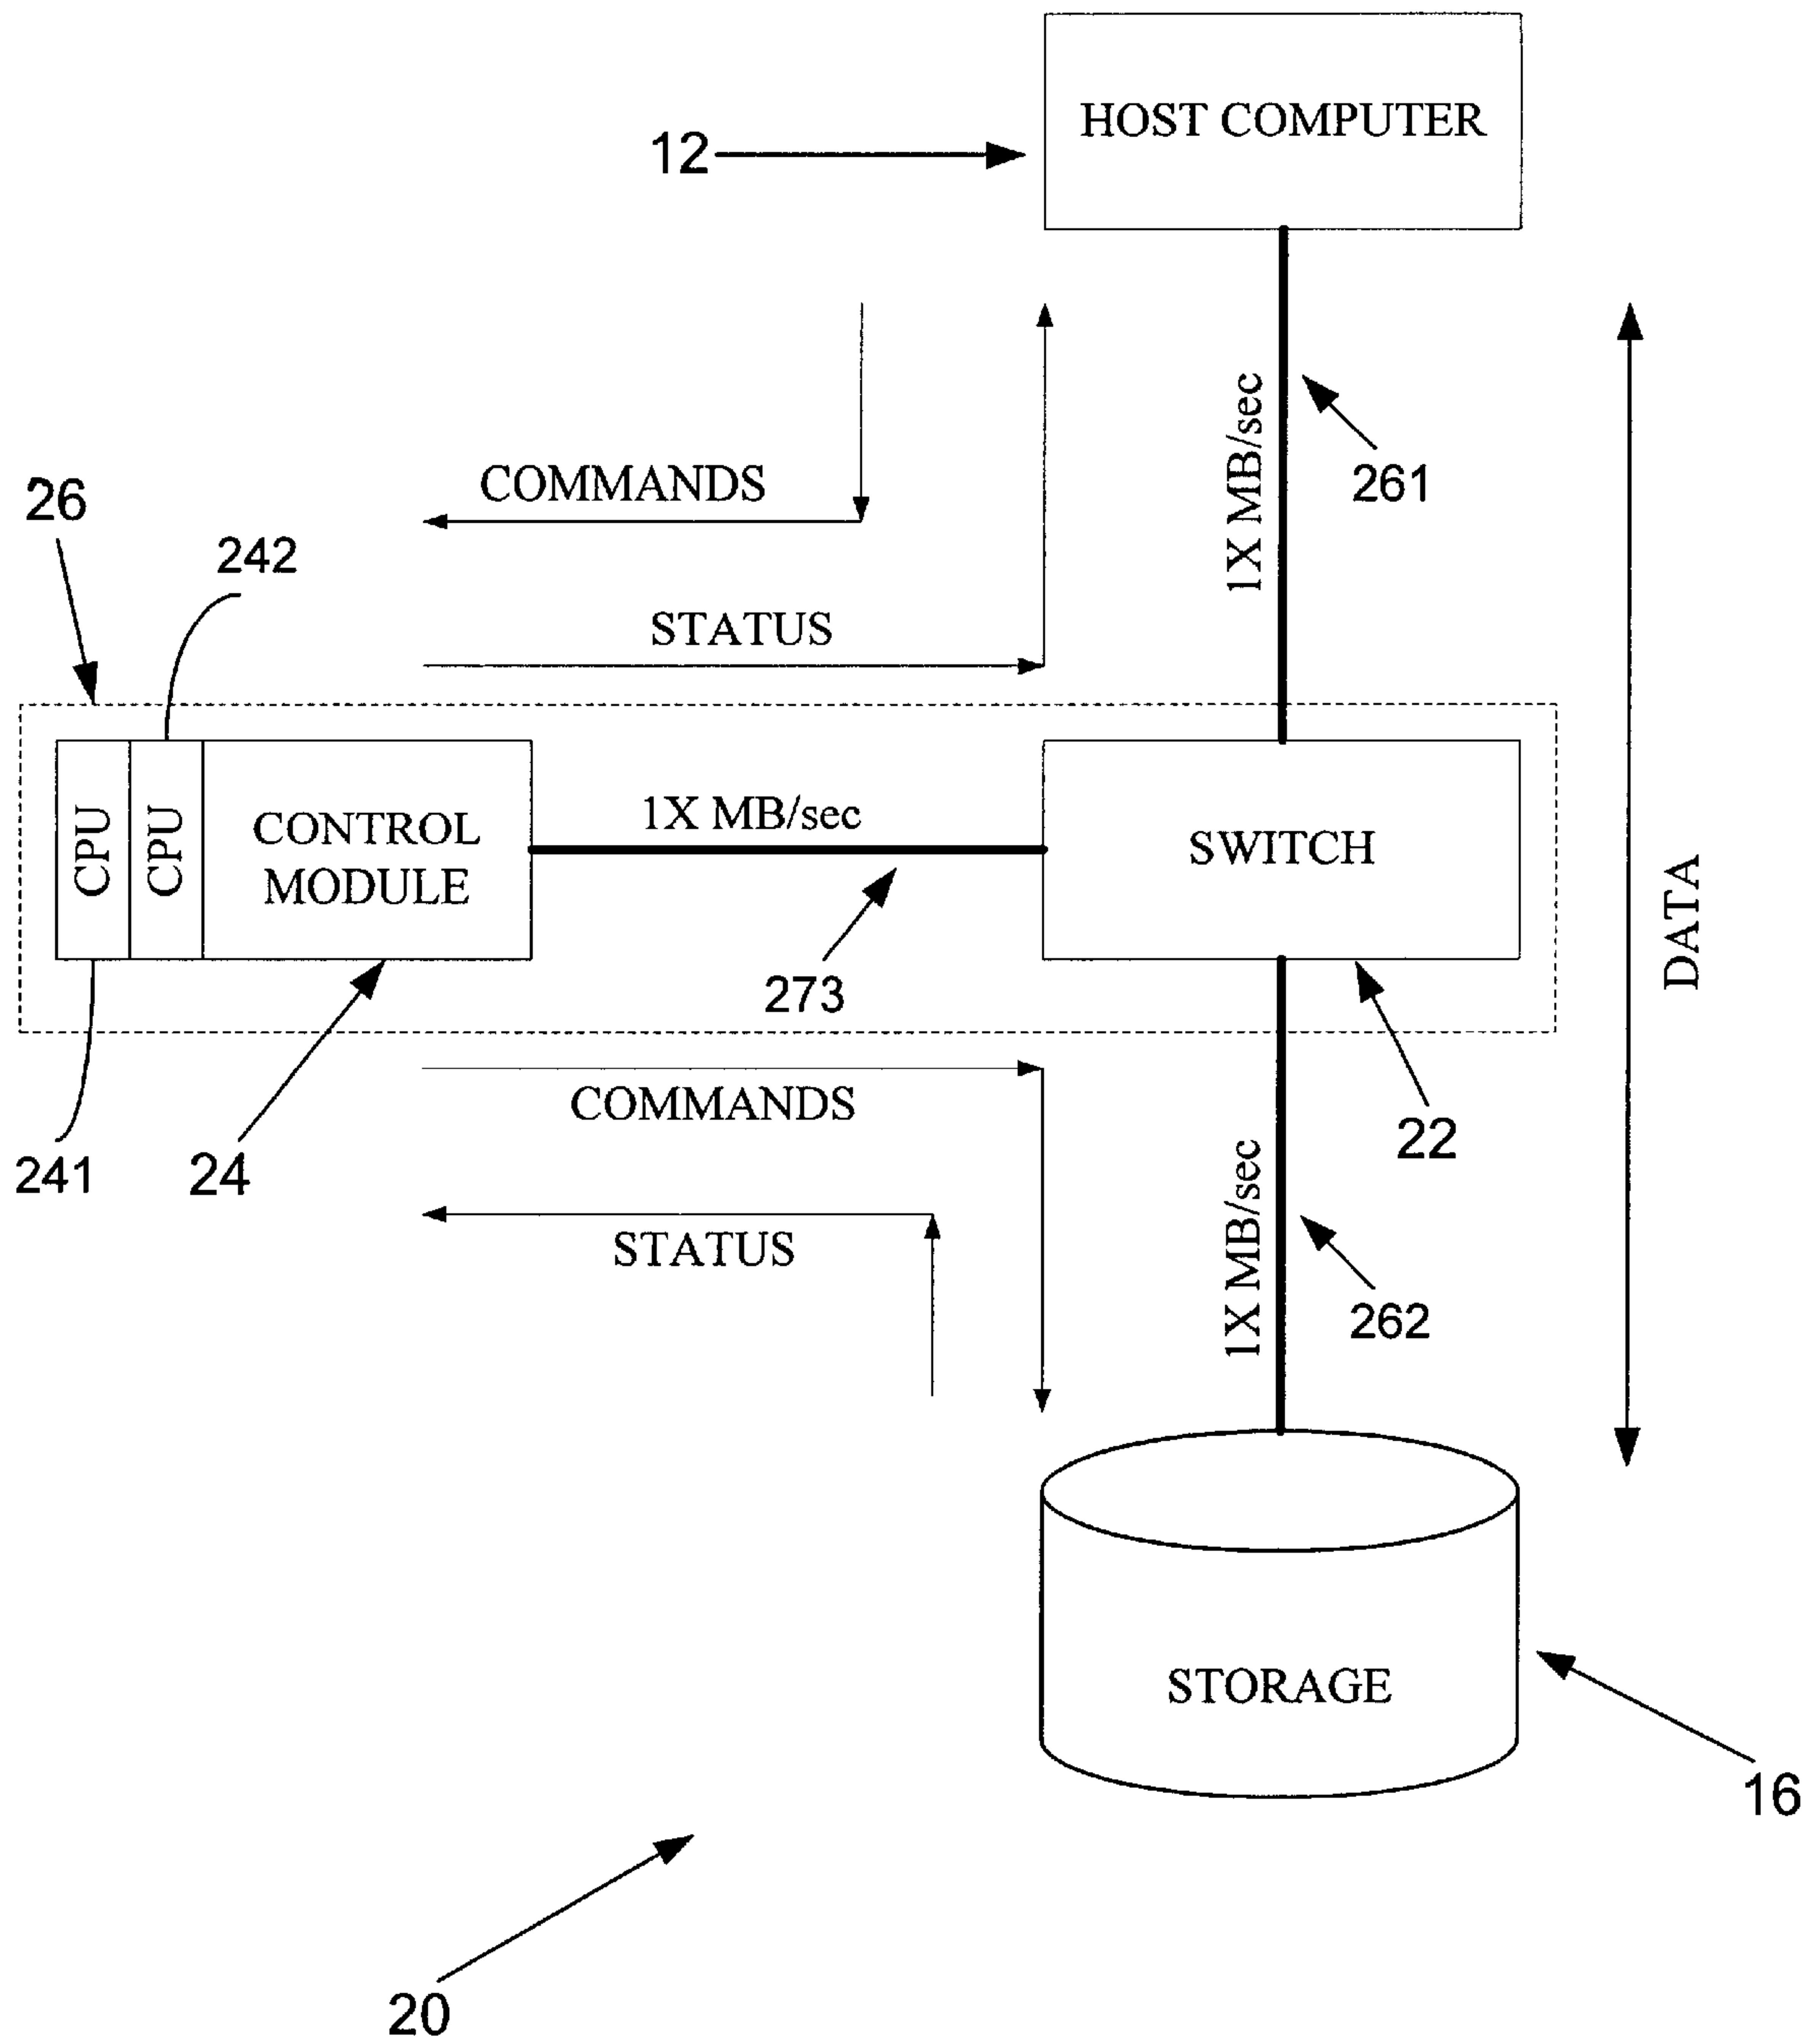 HOST COMPUTER
12
1X MB/sec
261
COMMANDS
26
242
STATUS
CPU
CPU
CONTROL
MODULE
1X MB/sec
SWITCH
DATA
273
COMMANDS
22
241
24
1X MB/sec
STATUS
262
STORAGE
16
20